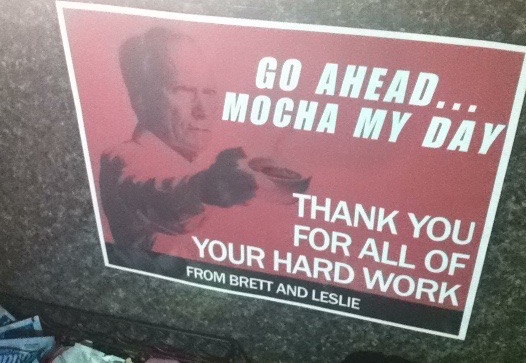 GO AHEAD...
MOCHA MY DAY
THANK YOU
FOR ALL OF
YOUR HARD WORK
FROM BRETT AND LESLIE